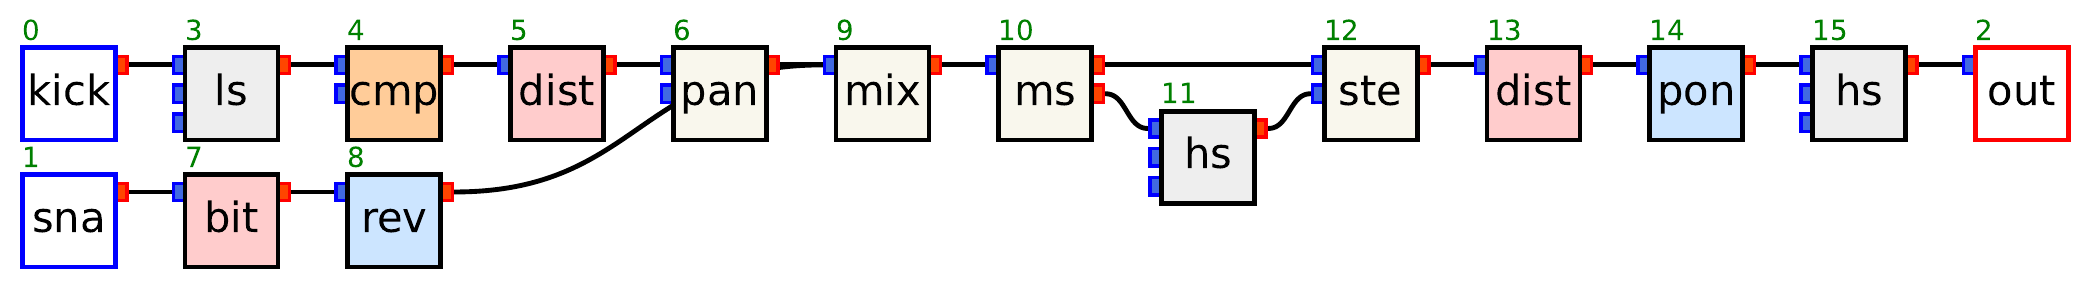 0 3 4 5 6 9 10 12 13 14 15 2
kick ls cmp dist pan mix ms ste dist pon hs out
11
hs
1 7 8
sna bit rev